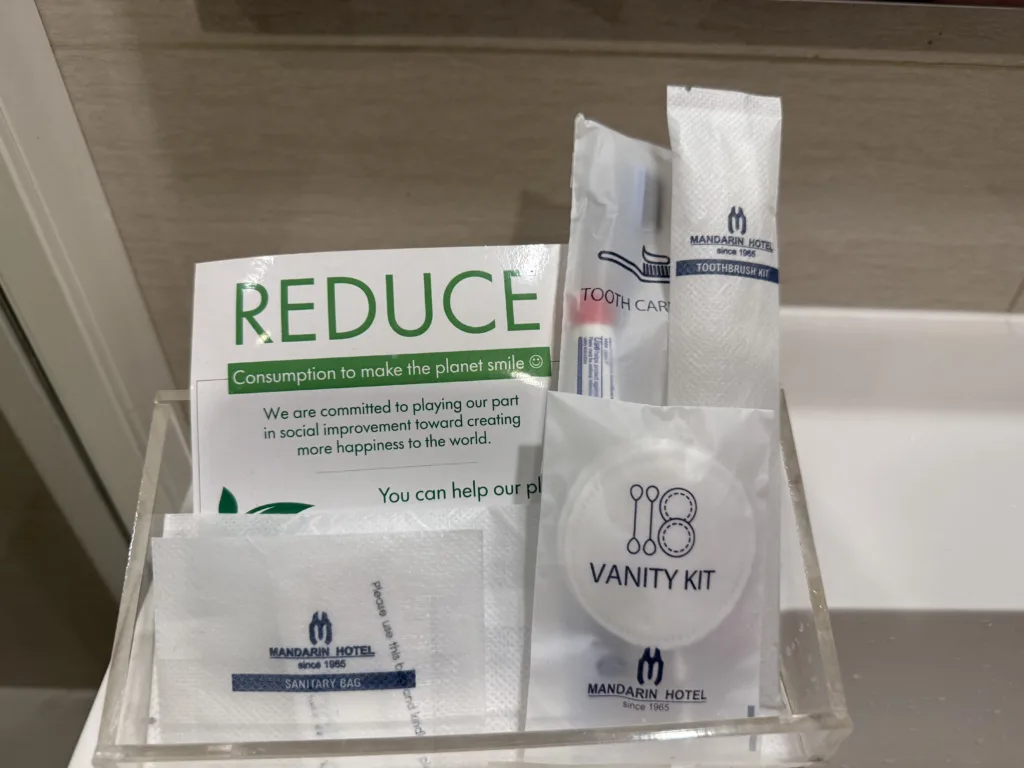 REDUCE
Consumption to make the planet smile ☺
We are committed to playing our part
in social improvement toward creating
more happiness to the world.
You can help our pl
TOOTH CAR
MANDARIN HOTEL
since 1965
TOOTHBRUSH KIT
VANITY KIT
MANDARIN HOTEL
since 1965
please use this b
MANDARIN HOTEL
since 1965
SANITARY BAG